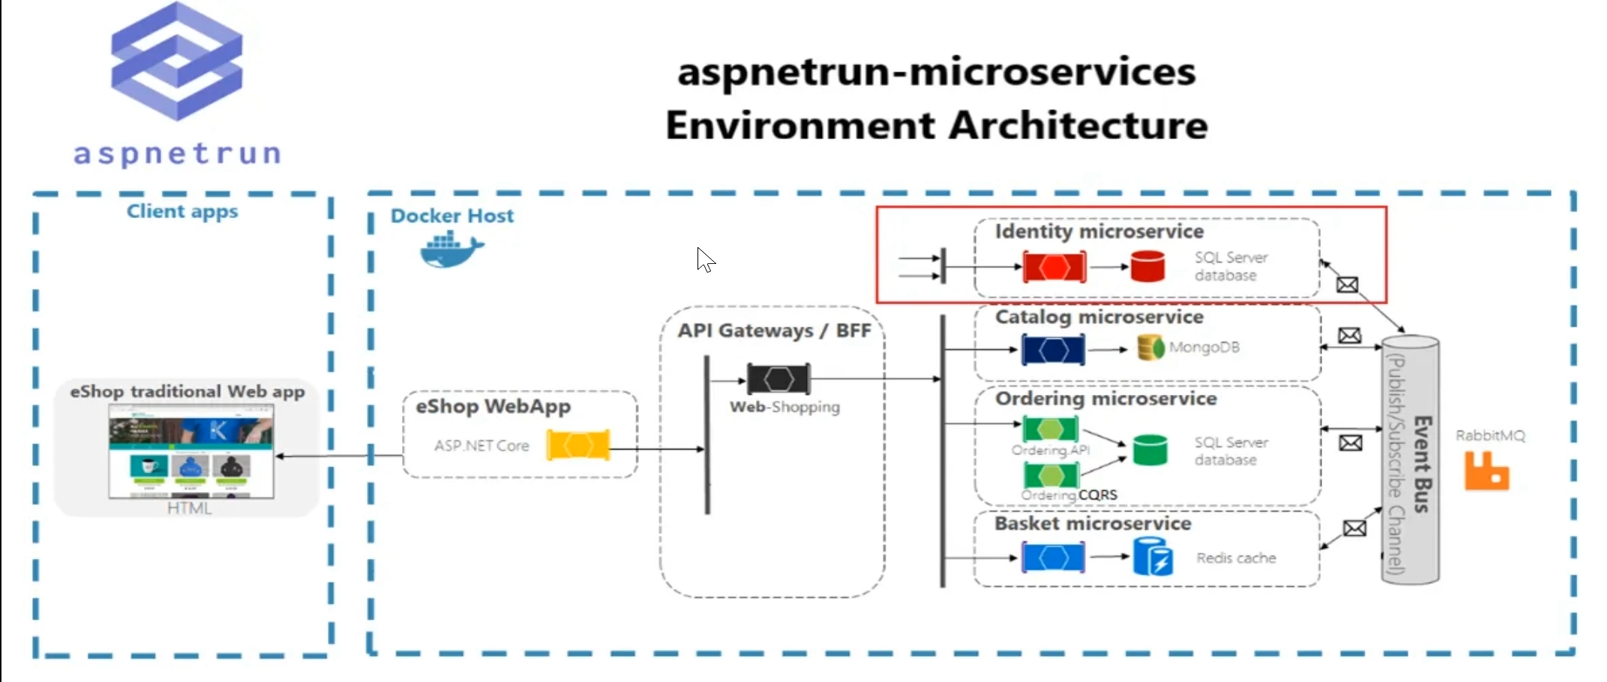 aspnetrun
aspnetrun-microservices
Environment Architecture
Client apps
eShop traditional Web app
HTML
Docker Host
eShop WebApp
ASP.NET Core
API Gateways / BFF
Web-Shopping
Identity microservice
SQL Server
database
Catalog microservice
MongoDB
Ordering microservice
Ordering.API
Ordering.CQRS
SQL Server
database
Basket microservice
Redis cache
Event Bus
(Publish/Subscribe Channel)
RabbitMQ